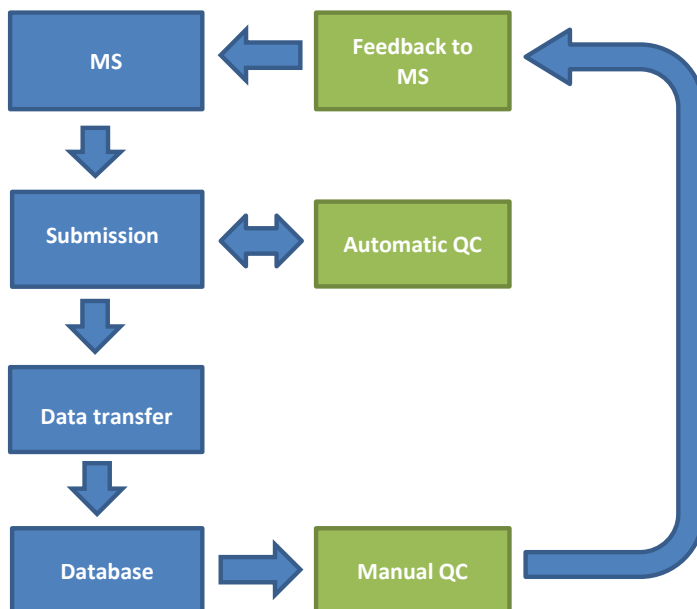 MS
Feedback to
MS
Submission
Automatic QC
Data transfer
Database
Manual QC